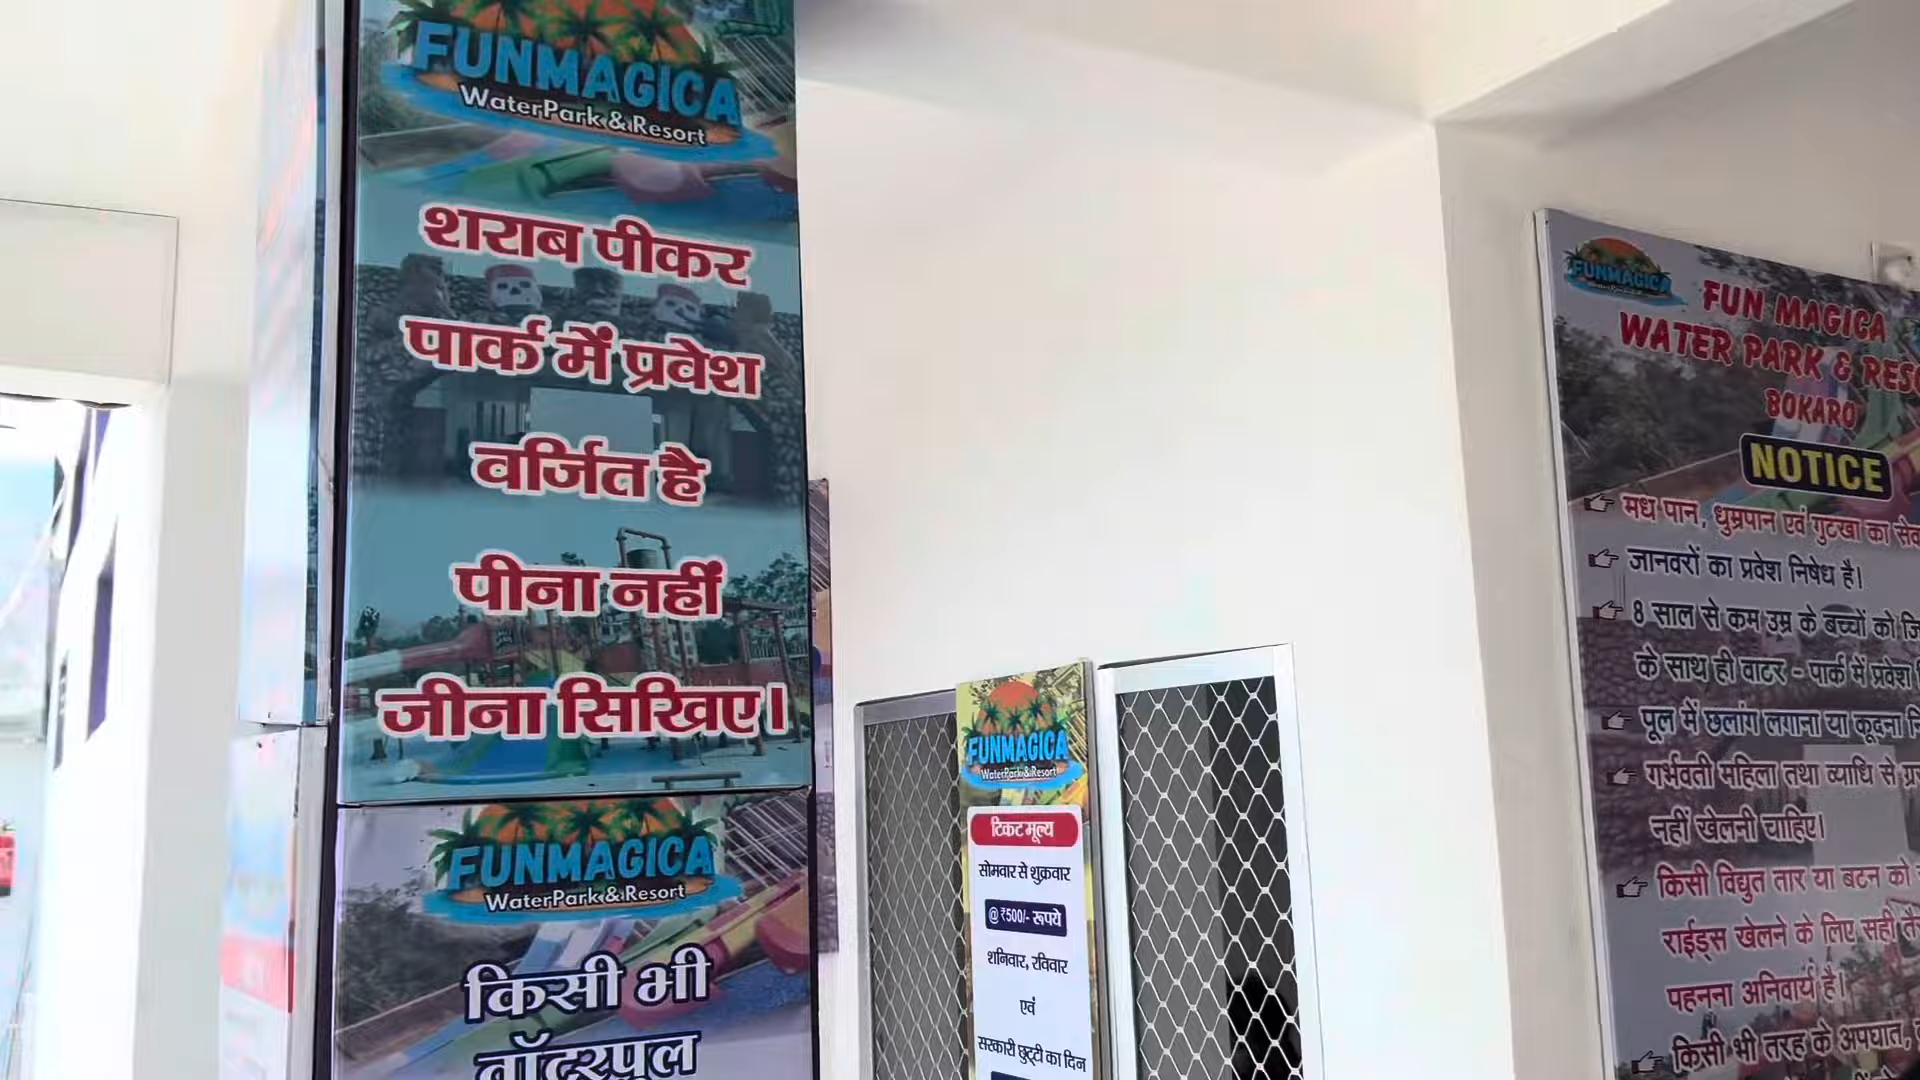 FUNMAGICA
WaterPark & Resort
शराब पीकर
पार्क में प्रवेश
वर्जित है
पीना नहीं
जीना सिखिए।
FUNMAGICA
WaterPark & Resort
किसी भी
वॉटरपूल
FUNMAGICA
WaterPark & Resort
टिकट मूल्य
सोमवार से शुक्रवार
@ ₹500/- रूपये
शनिवार, रविवार
एवं
सरकारी छुट्टी का दिन
FUNMAGICA
FUN MAGICA
WATER PARK &
BOKARO
NOTICE
मध पान, धुम्रपान एवं गुटखा का
जानवरों का प्रवेश निषेध है।
8 साल से कम उम्र के बच्चों को
के साथ ही वाटर - पार्क में प्रवेश
पूल में छलांग लगाना या कूदना
गर्भवती महिला तथा व्याधि से
नहीं खेलनी चाहिए।
किसी विद्युत तार या बटन को
राईड्स खेलने के लिए सही
पहनना अनिवार्य है।
किसी भी तरह के अपघात,